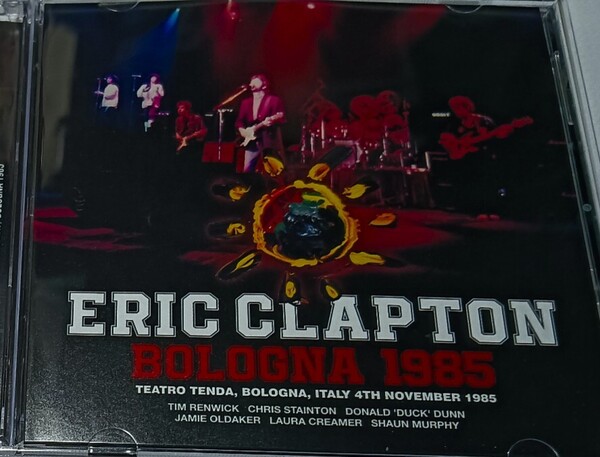 ERIC CLAPTON
BOLOGNA 1985
TEATRO TENDA, BOLOGNA, ITALY 4TH NOVEMBER 1985
TIM RENWICK CHRIS STAINTON DONALD 'DUCK' DUNN
JAMIE OLDAKER LAURA CREAMER SHAUN MURPHY